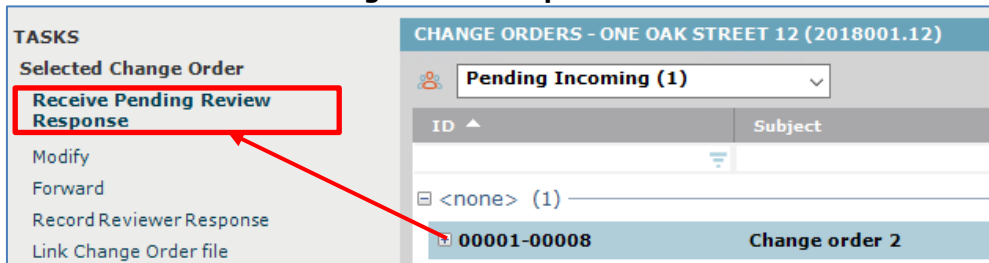 TASKS
Selected Change Order
Receive Pending Review
Response
Modify
Forward
Record Reviewer Response
Link Change Order file
CHANGE ORDERS - ONE OAK STREET 12 (2018001.12)
Pending Incoming (1)
ID Subject
<none> (1)
00001-00008 Change order 2